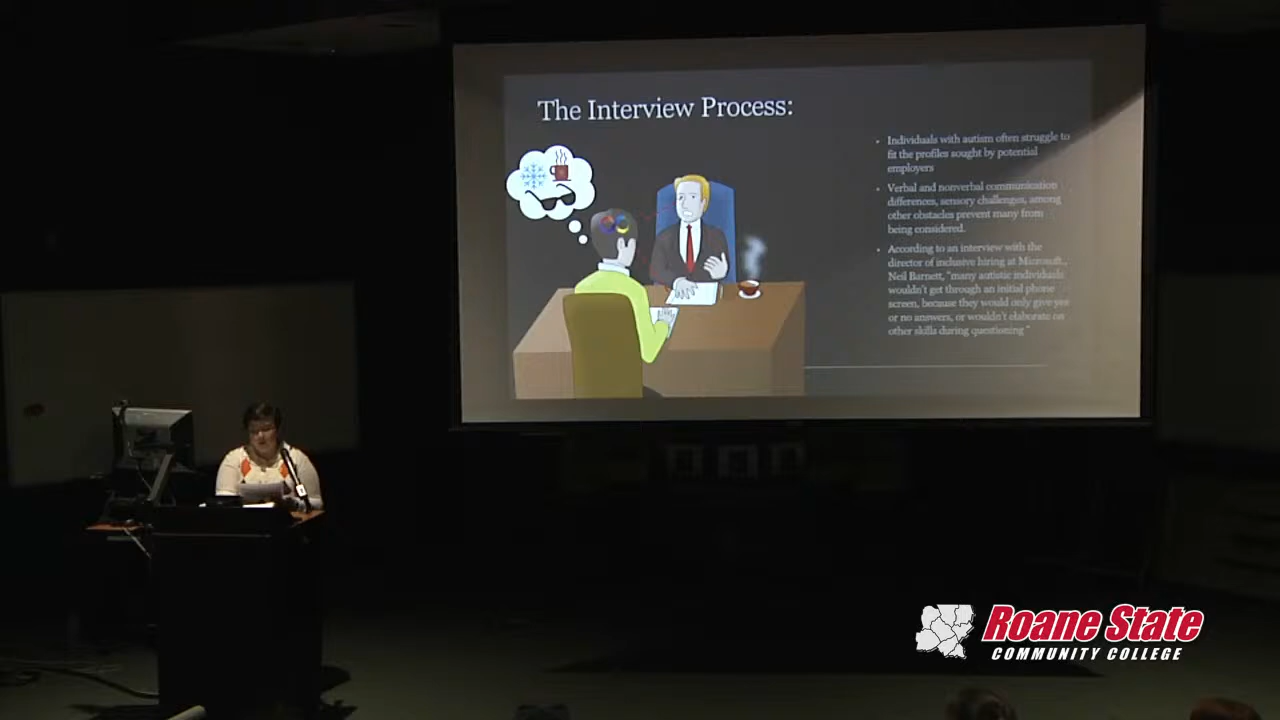 The Interview Process:
• Individuals with autism often struggle to
fit the profiles sought by potential
employers
• Verbal and nonverbal communication
differences, sensory challenges, among
other obstacles prevent many from
being considered.
• According to an interview with the
director of inclusive hiring at Microsoft,
Neil Barnett, "many autistic individuals
wouldn't get through an initial phone
screen, because they would only give yes
or no answers, or wouldn't elaborate on
other skills during questioning "
Roane State
COMMUNITY COLLEGE